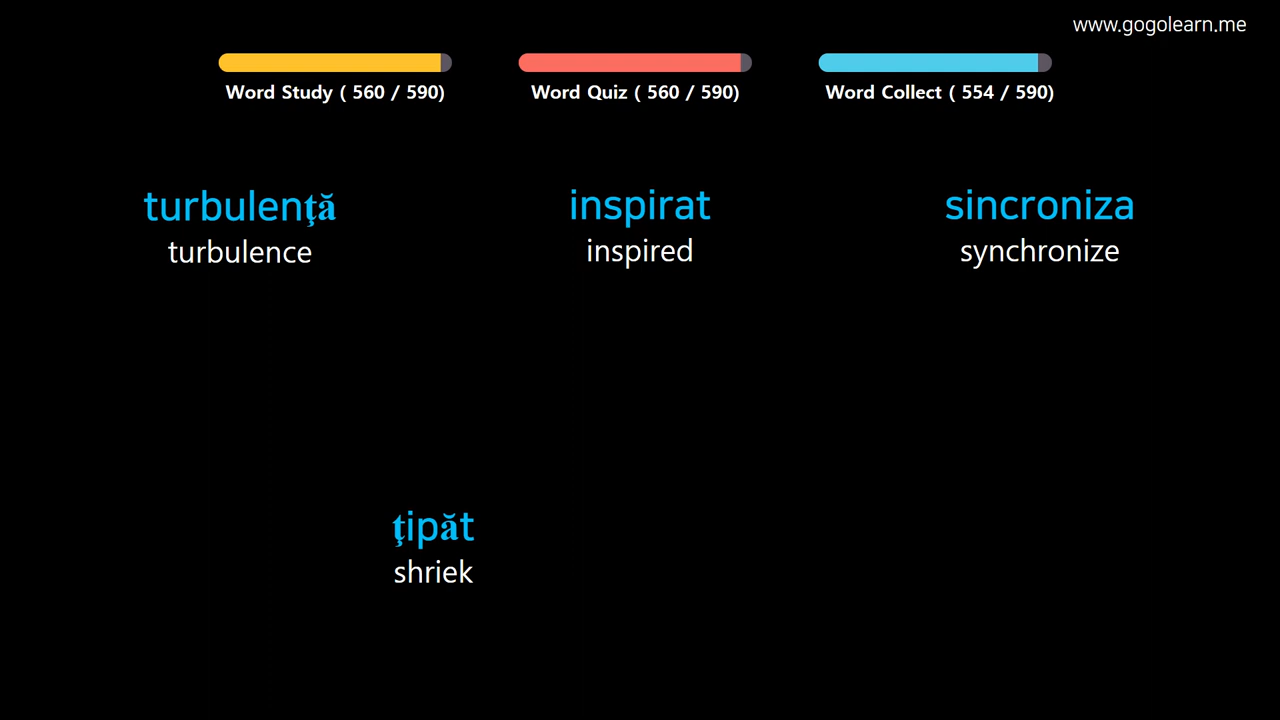 www.gogolearn.me
Word Study ( 560 / 590)
Word Quiz ( 560 / 590)
Word Collect ( 554 / 590)
turbulenţă
turbulence
inspirat
inspired
sincroniza
synchronize
ţipăt
shriek